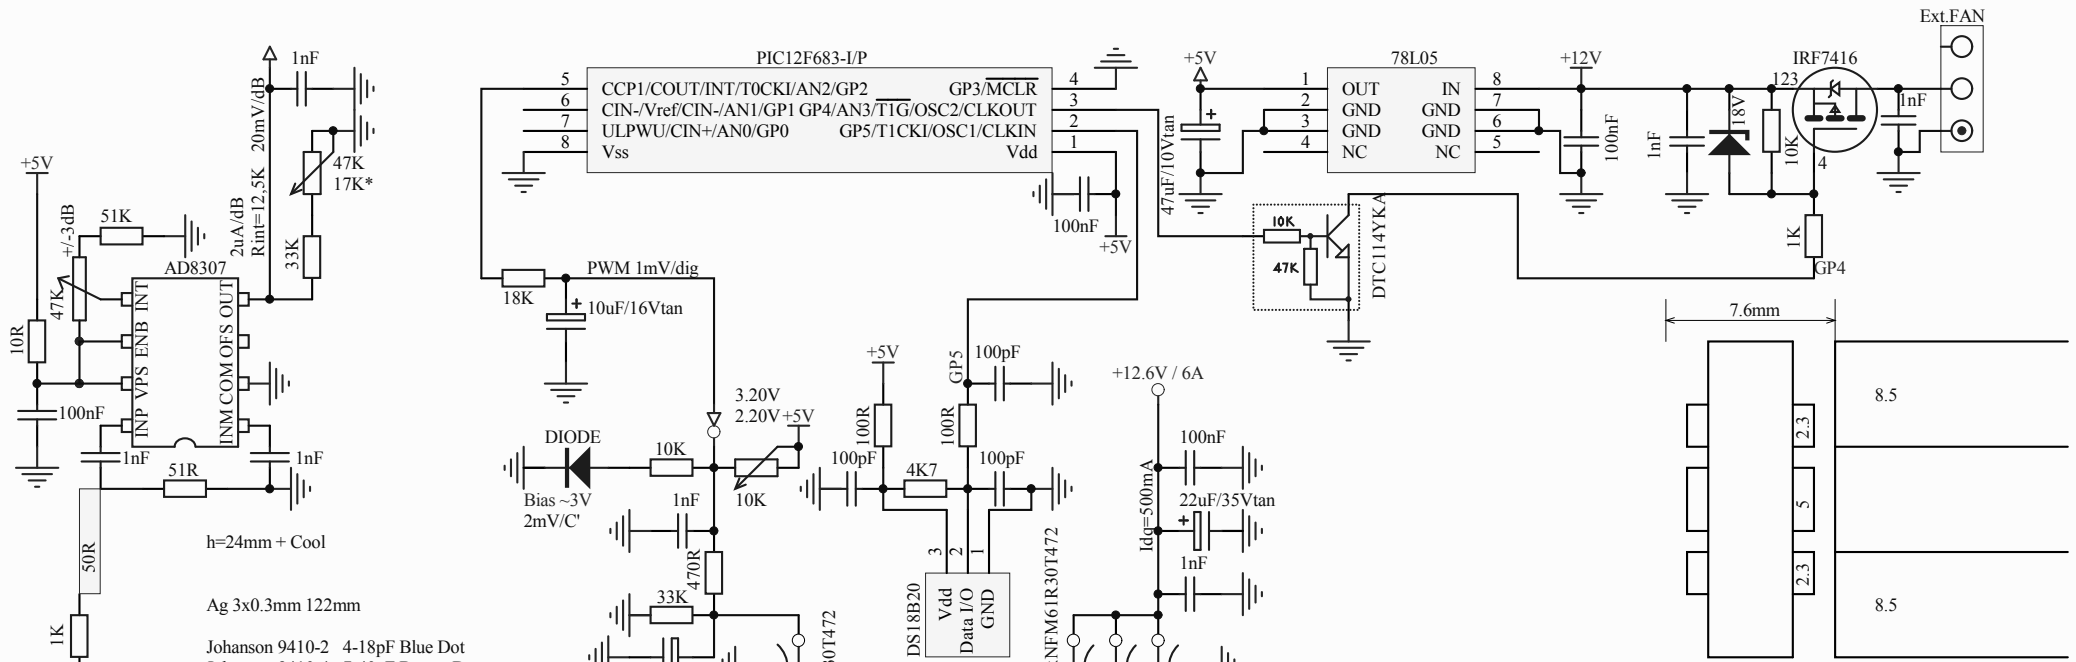 Ext.FAN
1nF
PIC12F683-I/P
+5V
78L05
+12V
IRF7416
5
CCP1/COUT/INT/T0CKI/AN2/GP2
GP3/MCLR
4
6
CIN-/Vref/CIN-/AN1/GP1
GP4/AN3/T1G/OSC2/CLKOUT
3
7
ULPWU/CIN+/AN0/GP0
GP5/T1CKI/OSC1/CLKIN
2
8
Vss
Vdd
1
1
OUT
IN
8
2
GND
GND
7
3
GND
GND
6
4
NC
NC
5
47uF/10Vtan
100nF
1nF
18V
10K
123
4
1nF
2uA/dB 20mV/dB
Rint=12,5K
47K
17K*
33K
+5V
+/-3dB
51K
47K
10R
AD8307
INT
OUT
ENB
OFS
VPS
COM
INP
INM
100nF
1nF
51R
1nF
50R
1K
h=24mm + Cool
Ag 3x0.3mm 122mm
Johanson 9410-2 4-18pF Blue Dot
100nF
+5V
10K
47K
DTC114YKA
1K
GP4
18K
PWM 1mV/dig
10uF/16Vtan
3.20V
2.20V
+5V
DIODE
Bias ~3V
2mV/C'
10K
10K
1nF
470R
33K
+5V
GP5
100pF
100R
100R
100pF
4K7
100pF
3
2
1
DS18B20
Vdd
Data I/O
GND
+12.6V / 6A
Idq=500mA
100nF
22uF/35Vtan
1nF
NFM61R30T472
30T472
7.6mm
8.5
2.3
5
2.3
8.5